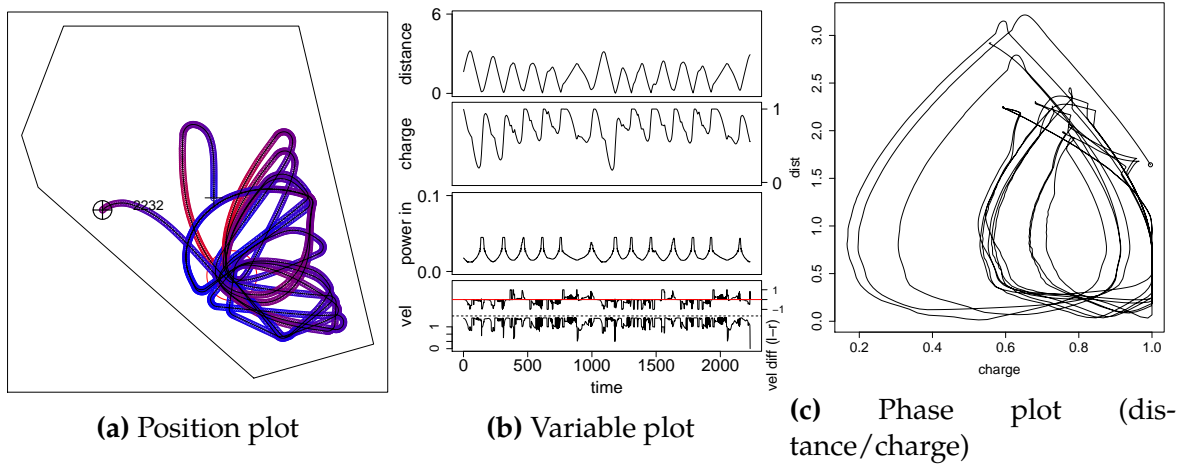 2232
distance
6
0
charge
1
0
power in
0.1
0.0
vel
1
0
1
−1
vel diff (l−r)
0 500 1000 1500 2000
time
dist
3.0
2.5
2.0
1.5
1.0
0.5
0.0
0.2 0.4 0.6 0.8 1.0
charge
(a) Position plot
(b) Variable plot
(c) Phase plot (dis-
tance/charge)